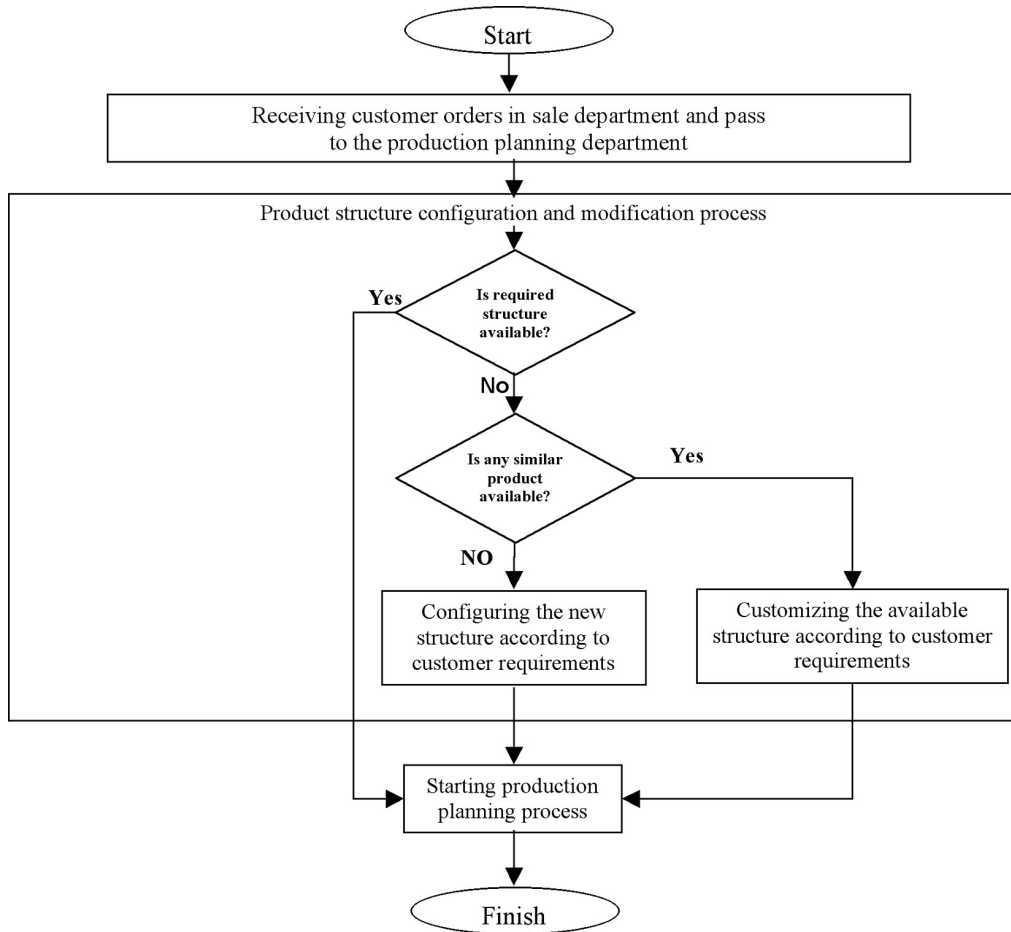 Start
Receiving customer orders in sale department and pass
to the production planning department
Product structure configuration and modification process
Yes
Is required
structure
available?
No
Is any similar
product
available?
Yes
NO
Configuring the new
structure according to
customer requirements
Customizing the available
structure according to customer
requirements
Starting production
planning process
Finish